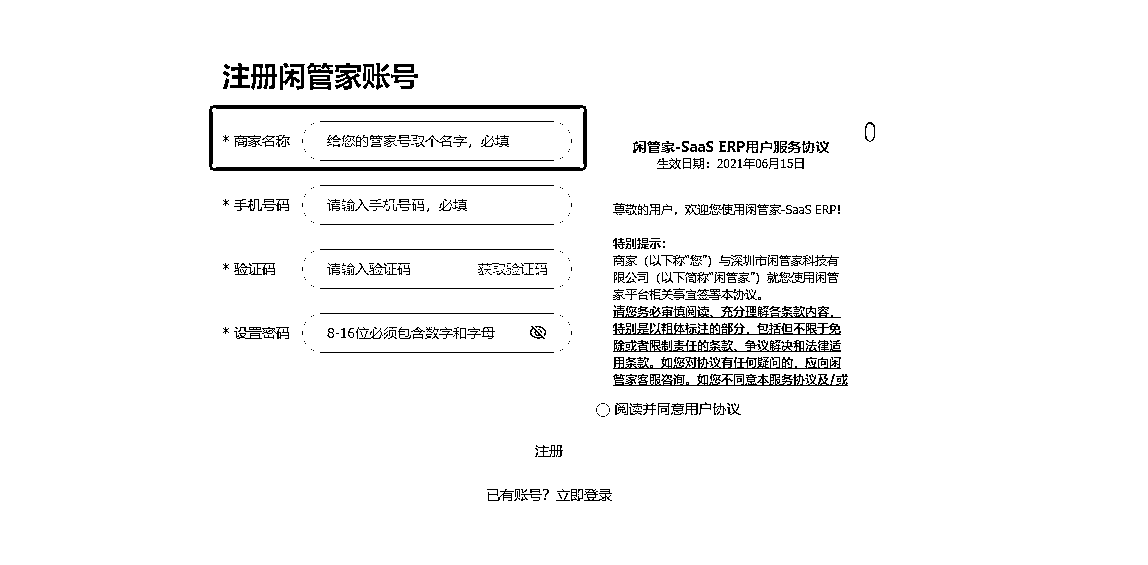 注册闲管家账号
* 商家名称 给您的管家号取个名字，必填
* 手机号码 请输入手机号码，必填
* 验证码 请输入验证码 获取验证码
* 设置密码 8-16位必须包含数字和字母
闲管家-SaaS ERP用户服务协议
生效日期：2021年06月15日
尊敬的用户，欢迎您使用闲管家-SaaS ERP!
特别提示：
商家（以下称“您”）与深圳市闲管家科技有
限公司（以下简称“闲管家”）就您使用闲管
家平台相关事宜签署本协议。
请您务必审慎阅读、充分理解各条款内容，
特别是以粗体标注的部分，包括但不限于免
除或者限制责任的条款、争议解决和法律适
用条款。如您对协议有任何疑问的，应向闲
管家客服咨询。如您不同意本服务协议及/或
阅读并同意用户协议
注册
已有账号？立即登录